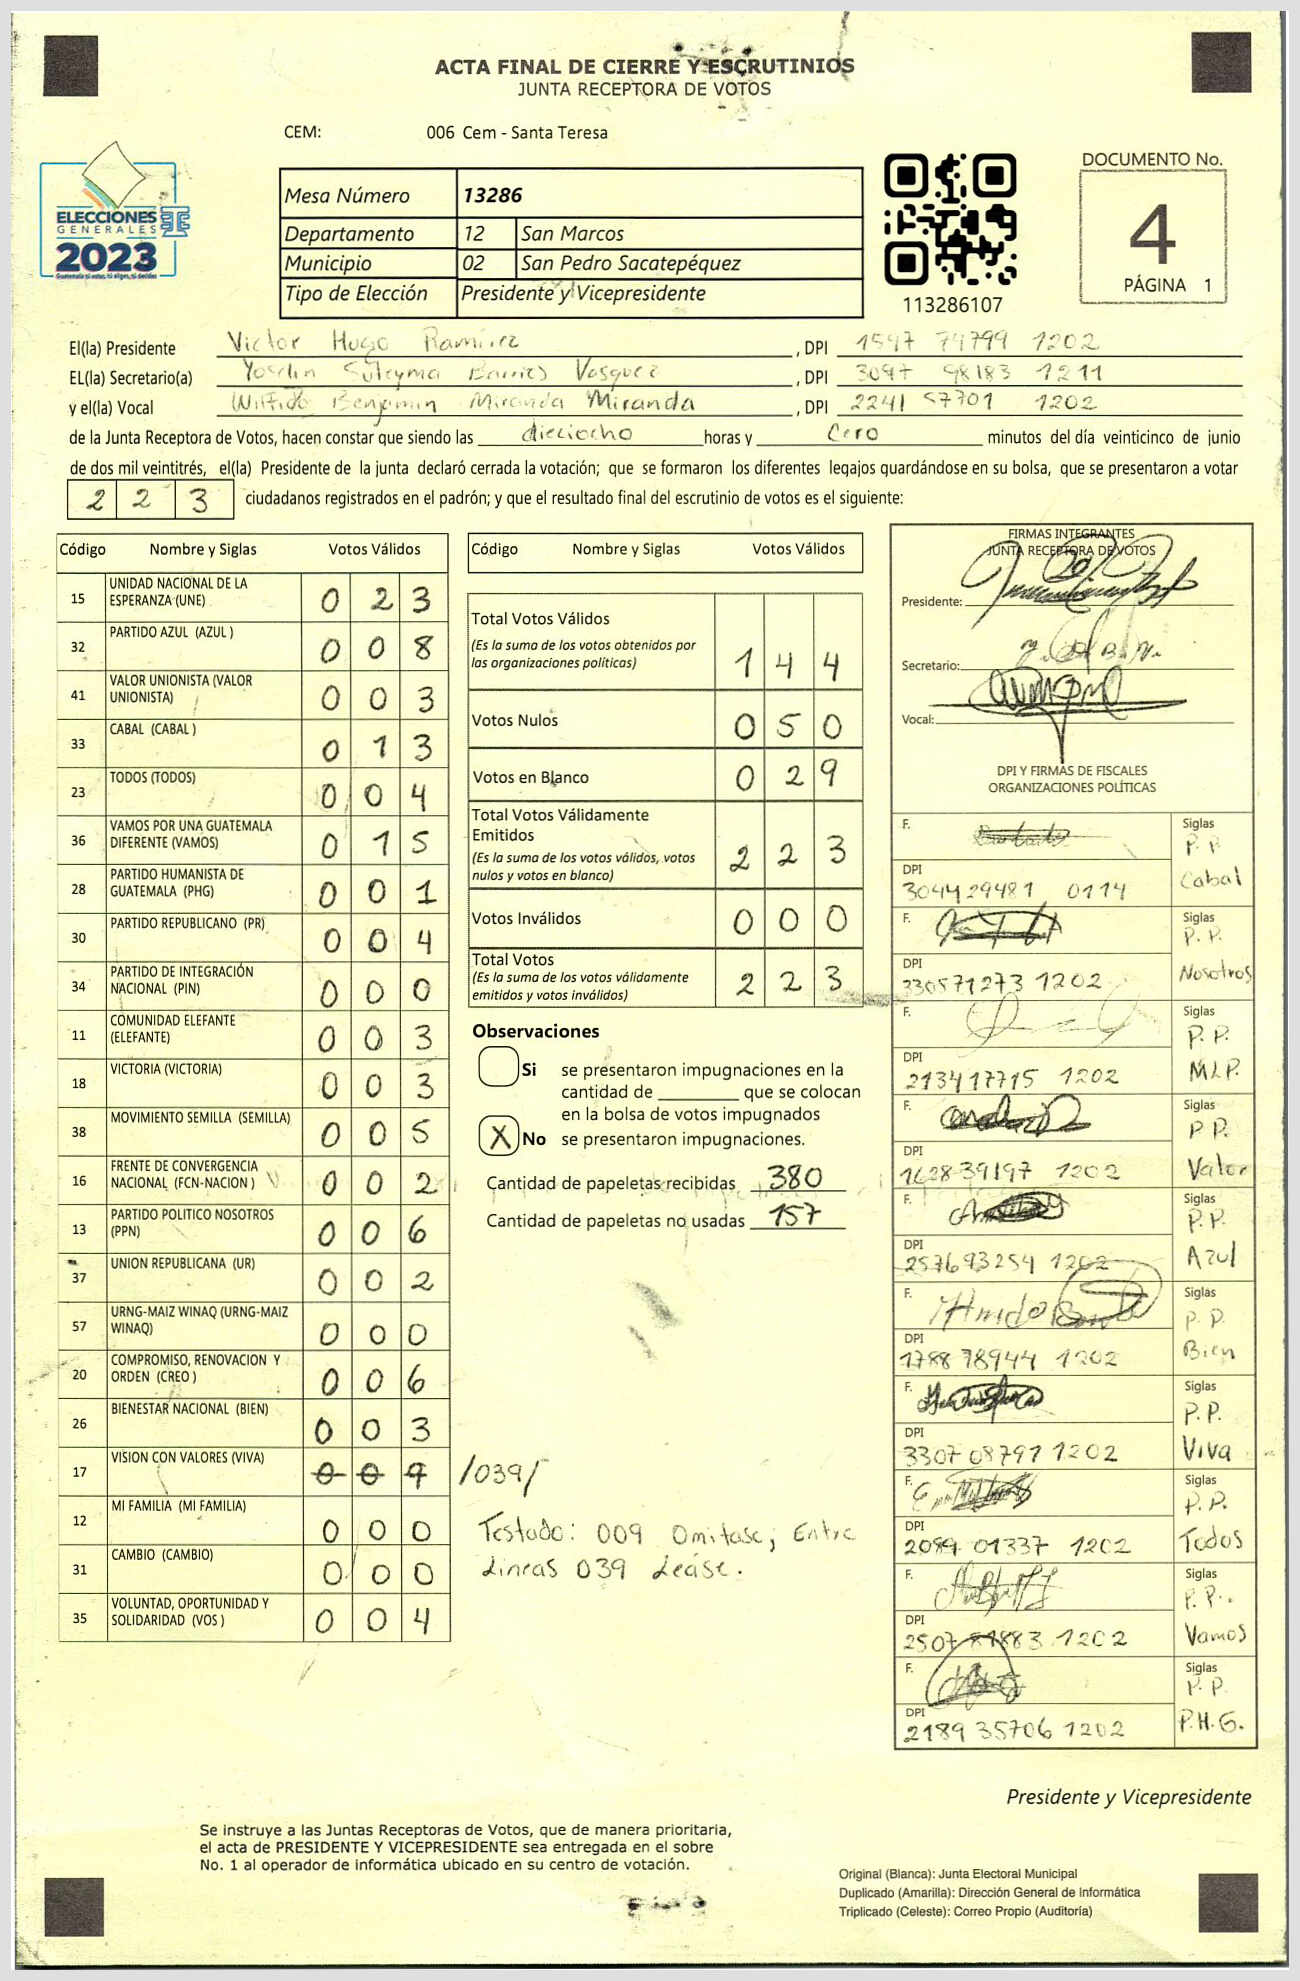 ACTA FINAL DE CIERRE Y ESCRUTINIOS
JUNTA RECEPTORA DE VOTOS
CEM: 006 Cem - Santa Teresa
ELECCIONES
GENERALES
2023
Guatemala tú votas, tú eliges, tú decides
Mesa Número 13286
Departamento 12 San Marcos
Municipio 02 San Pedro Sacatepéquez
Tipo de Elección Presidente y Vicepresidente
113286107
DOCUMENTO No.
4
PÁGINA 1
El(la) Presidente Victor Hugo Ramírez, DPI 1547 74799 1202
EL(la) Secretario(a) Yoselin Suleyma Barrios Vasquez, DPI 3097 98183 1211
y el(la) Vocal Wilfido Benjamin Miranda Miranda, DPI 2241 57701 1202
de la Junta Receptora de Votos, hacen constar que siendo las dieciocho horas y Cero minutos del día veinticinco de junio
de dos mil veintitrés, el(la) Presidente de la junta declaró cerrada la votación; que se formaron los diferentes legajos guardándose en su bolsa, que se presentaron a votar
2 2 3 ciudadanos registrados en el padrón; y que el resultado final del escrutinio de votos es el siguiente:
Código Nombre y Siglas Votos Válidos
15 UNIDAD NACIONAL DE LA ESPERANZA (UNE) 0 2 3
32 PARTIDO AZUL (AZUL ) 0 0 8
41 VALOR UNIONISTA (VALOR UNIONISTA) 0 0 3
33 CABAL (CABAL ) 0 1 3
23 TODOS (TODOS) 0 0 4
36 VAMOS POR UNA GUATEMALA DIFERENTE (VAMOS) 0 1 5
28 PARTIDO HUMANISTA DE GUATEMALA (PHG) 0 0 1
30 PARTIDO REPUBLICANO (PR) 0 0 4
34 PARTIDO DE INTEGRACIÓN NACIONAL (PIN) 0 0 0
11 COMUNIDAD ELEFANTE (ELEFANTE) 0 0 3
18 VICTORIA (VICTORIA) 0 0 3
38 MOVIMIENTO SEMILLA (SEMILLA) 0 0 5
16 FRENTE DE CONVERGENCIA NACIONAL (FCN-NACION ) 0 0 2
13 PARTIDO POLITICO NOSOTROS (PPN) 0 0 6
37 UNION REPUBLICANA (UR) 0 0 2
57 URNG-MAIZ WINAQ (URNG-MAIZ WINAQ) 0 0 0
20 COMPROMISO, RENOVACION Y ORDEN (CREO ) 0 0 6
26 BIENESTAR NACIONAL (BIEN) 0 0 3
17 VISION CON VALORES (VIVA) 0 0 9 /039/
12 MI FAMILIA (MI FAMILIA) 0 0 0
31 CAMBIO (CAMBIO) 0 0 0
35 VOLUNTAD, OPORTUNIDAD Y SOLIDARIDAD (VOS ) 0 0 4
Código Nombre y Siglas Votos Válidos
Total Votos Válidos
(Es la suma de los votos obtenidos por
las organizaciones políticas) 1 4 4
Votos Nulos 0 5 0
Votos en Blanco 0 2 9
Total Votos Válidamente
Emitidos
(Es la suma de los votos válidos, votos
nulos y votos en blanco) 2 2 3
Votos Inválidos 0 0 0
Total Votos
(Es la suma de los votos válidamente
emitidos y votos inválidos) 2 2 3
Observaciones
Si se presentaron impugnaciones en la
cantidad de ________ que se colocan
en la bolsa de votos impugnados
X No se presentaron impugnaciones.
Cantidad de papeletas recibidas 380
Cantidad de papeletas no usadas 157
Testado: 009 Omitase; Entre
Lineas 039 Leáse.
FIRMAS INTEGRANTES
JUNTA RECEPTORA DE VOTOS
Presidente:
Secretario: Y. B. V.
Vocal:
DPI Y FIRMAS DE FISCALES
ORGANIZACIONES POLÍTICAS
F. Siglas P.P. Cabal
DPI 3044 29481 0114
F. Siglas P.P. Nosotros
DPI 330571273 1202
F. Siglas P.P. MLP.
DPI 213417715 1202
F. Siglas P.P. Valor
DPI 1628 39197 1202
F. Siglas P.P. Azul
DPI 257693254 1202
F. Siglas P.P. Bien
DPI 1788 78944 1202
F. Siglas P.P. Viva
DPI 3307 08791 1202
F. Siglas P.P. Todos
DPI 2089 01337 1202
F. Siglas P.P. Vamos
DPI 2507 81883 1202
F. Siglas P.P. P.H.G.
DPI 2189 35706 1202
Presidente y Vicepresidente
Se instruye a las Juntas Receptoras de Votos, que de manera prioritaria,
el acta de PRESIDENTE Y VICEPRESIDENTE sea entregada en el sobre
No. 1 al operador de informática ubicado en su centro de votación.
Original (Blanca): Junta Electoral Municipal
Duplicado (Amarilla): Dirección General de Informática
Triplicado (Celeste): Correo Propio (Auditoría)